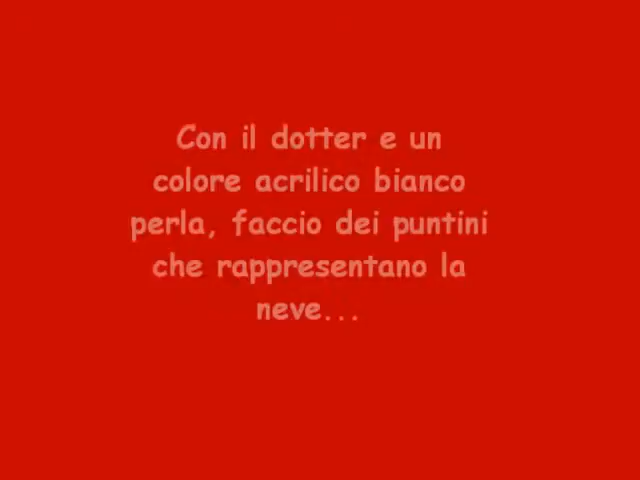 Con il dotter e un
colore acrilico bianco
perla, faccio dei puntini
che rappresentano la
neve...